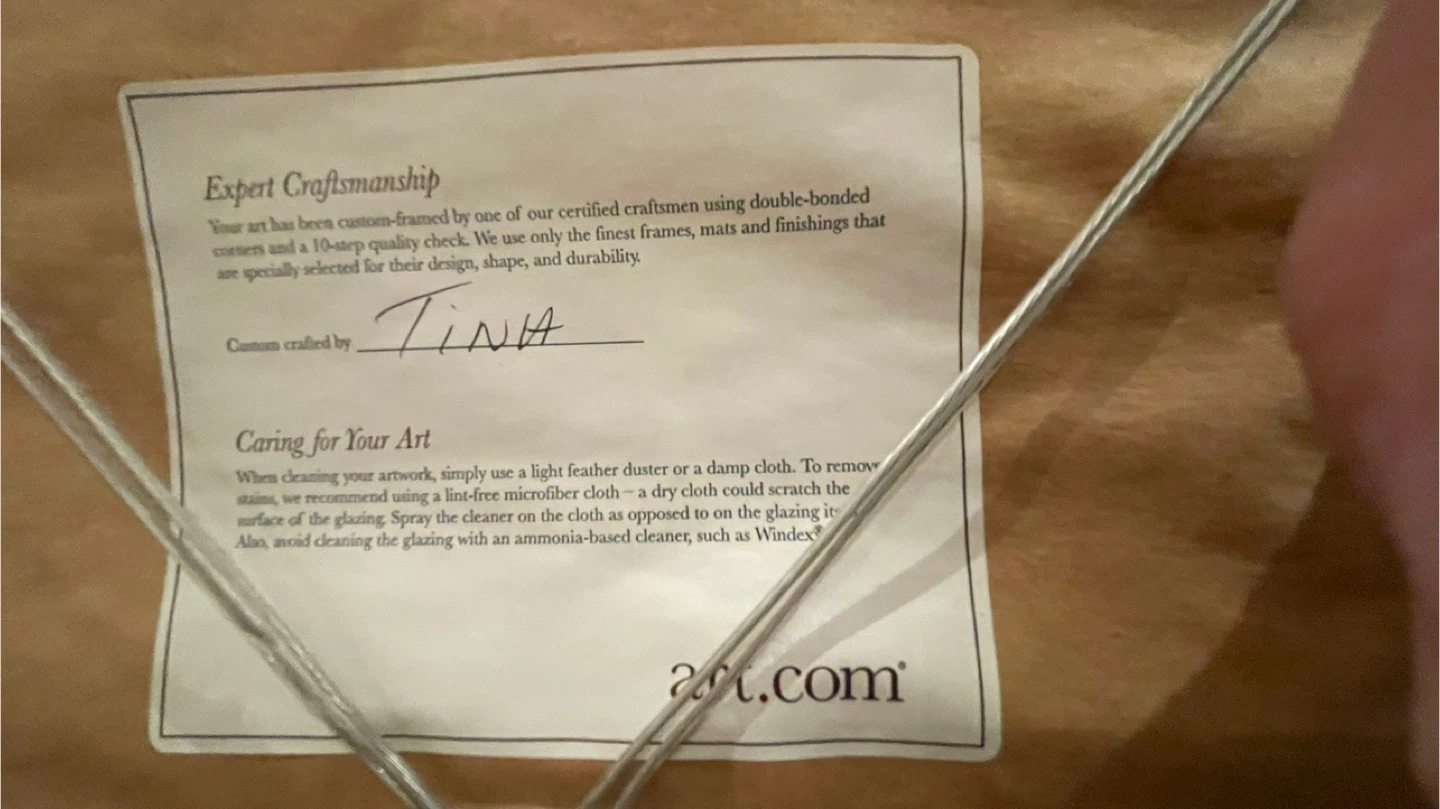 Expert Craftsmanship
Your art has been custom-framed by one of our certified craftsmen using double-bonded
corners and a 10-step quality check. We use only the finest frames, mats and finishings that
are specially selected for their design, shape, and durability.
Custom crafted by TiNA
Caring for Your Art
When cleaning your artwork, simply use a light feather duster or a damp cloth. To remove
stains, we recommend using a lint-free microfiber cloth – a dry cloth could scratch the
surface of the glazing. Spray the cleaner on the cloth as opposed to on the glazing
Also, avoid cleaning the glazing with an ammonia-based cleaner, such as Windex®
art.com®